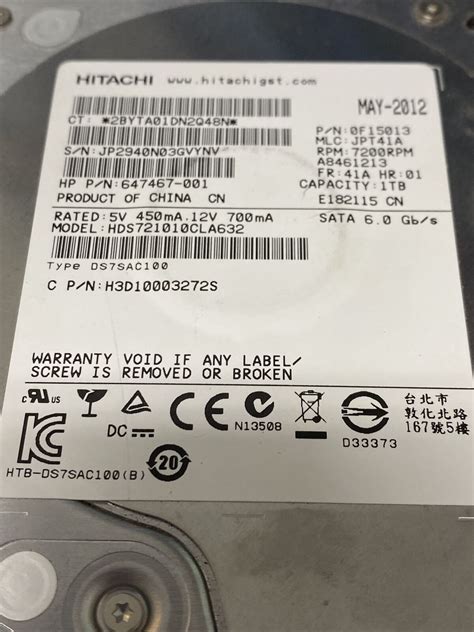 HITACHI www.hitachigst.com
MAY-2012
CT: *2BYTA01DN2Q48N*
P/N: 0F15013
MLC: JPT41A
S/N: JP2940N03GVYNV
RPM: 7200RPM
A8461213
HP P/N: 647467-001
FR: 41A HR: 01
PRODUCT OF CHINA CN
CAPACITY: 1TB
E182115 CN
RATED: 5V 450mA.12V 700mA
SATA 6.0 Gb/s
MODEL: HDS721010CLA632
Type DS7SAC100
C P/N: H3D10003272S
WARRANTY VOID IF ANY LABEL/
SCREW IS REMOVED OR BROKEN
c RU US
DC
CE
N13508
D33373
台北市
敦化北路
167號5樓
KC
HTB-DS7SAC100(B)
20